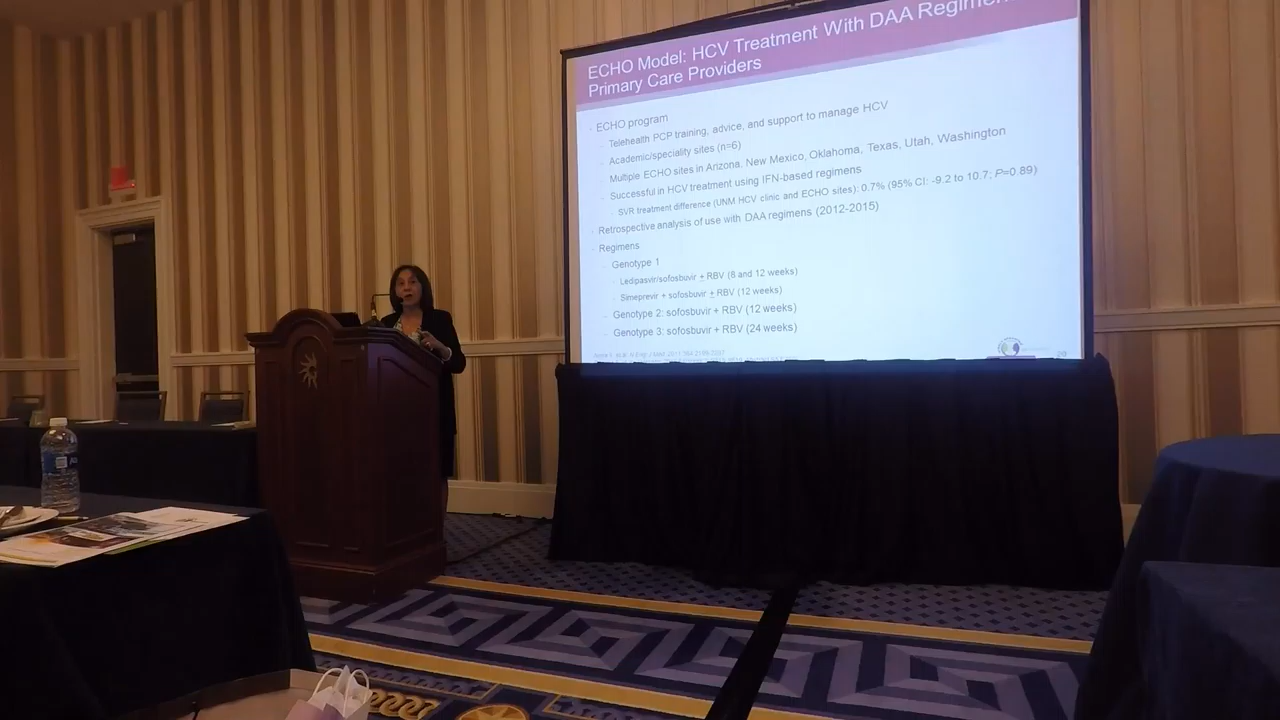 ECHO Model: HCV Treatment With DAA Regimens
Primary Care Providers
ECHO program
Telehealth PCP training, advice, and support to manage HCV
Academic/speciality sites (n=6)
Multiple ECHO sites in Arizona, New Mexico, Oklahoma, Texas, Utah, Washington
Successful in HCV treatment using IFN-based regimens
SVR treatment difference (UNM HCV clinic and ECHO sites): 0.7% (95% CI: -9.2 to 10.7; P=0.89)
Retrospective analysis of use with DAA regimens (2012-2015)
Regimens
Genotype 1
Ledipasvir/sofosbuvir ± RBV (8 and 12 weeks)
Simeprevir + sofosbuvir ± RBV (12 weeks)
Genotype 2: sofosbuvir + RBV (12 weeks)
Genotype 3: sofosbuvir + RBV (24 weeks)